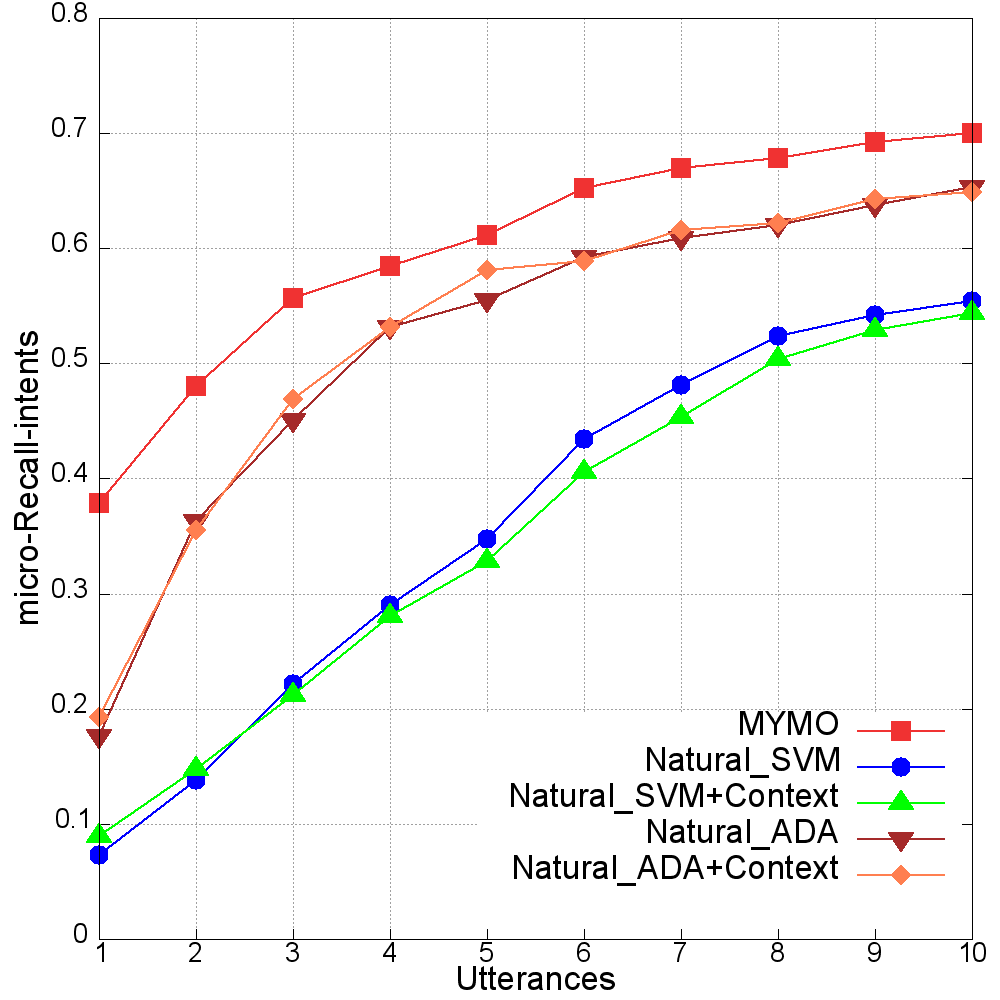 0.8
0.7
0.6
0.5
0.4
0.3
0.2
0.1
0
micro-Recall-intents
MYMO
Natural_SVM
Natural_SVM+Context
Natural_ADA
Natural_ADA+Context
1 2 3 4 5 6 7 8 9 10
Utterances